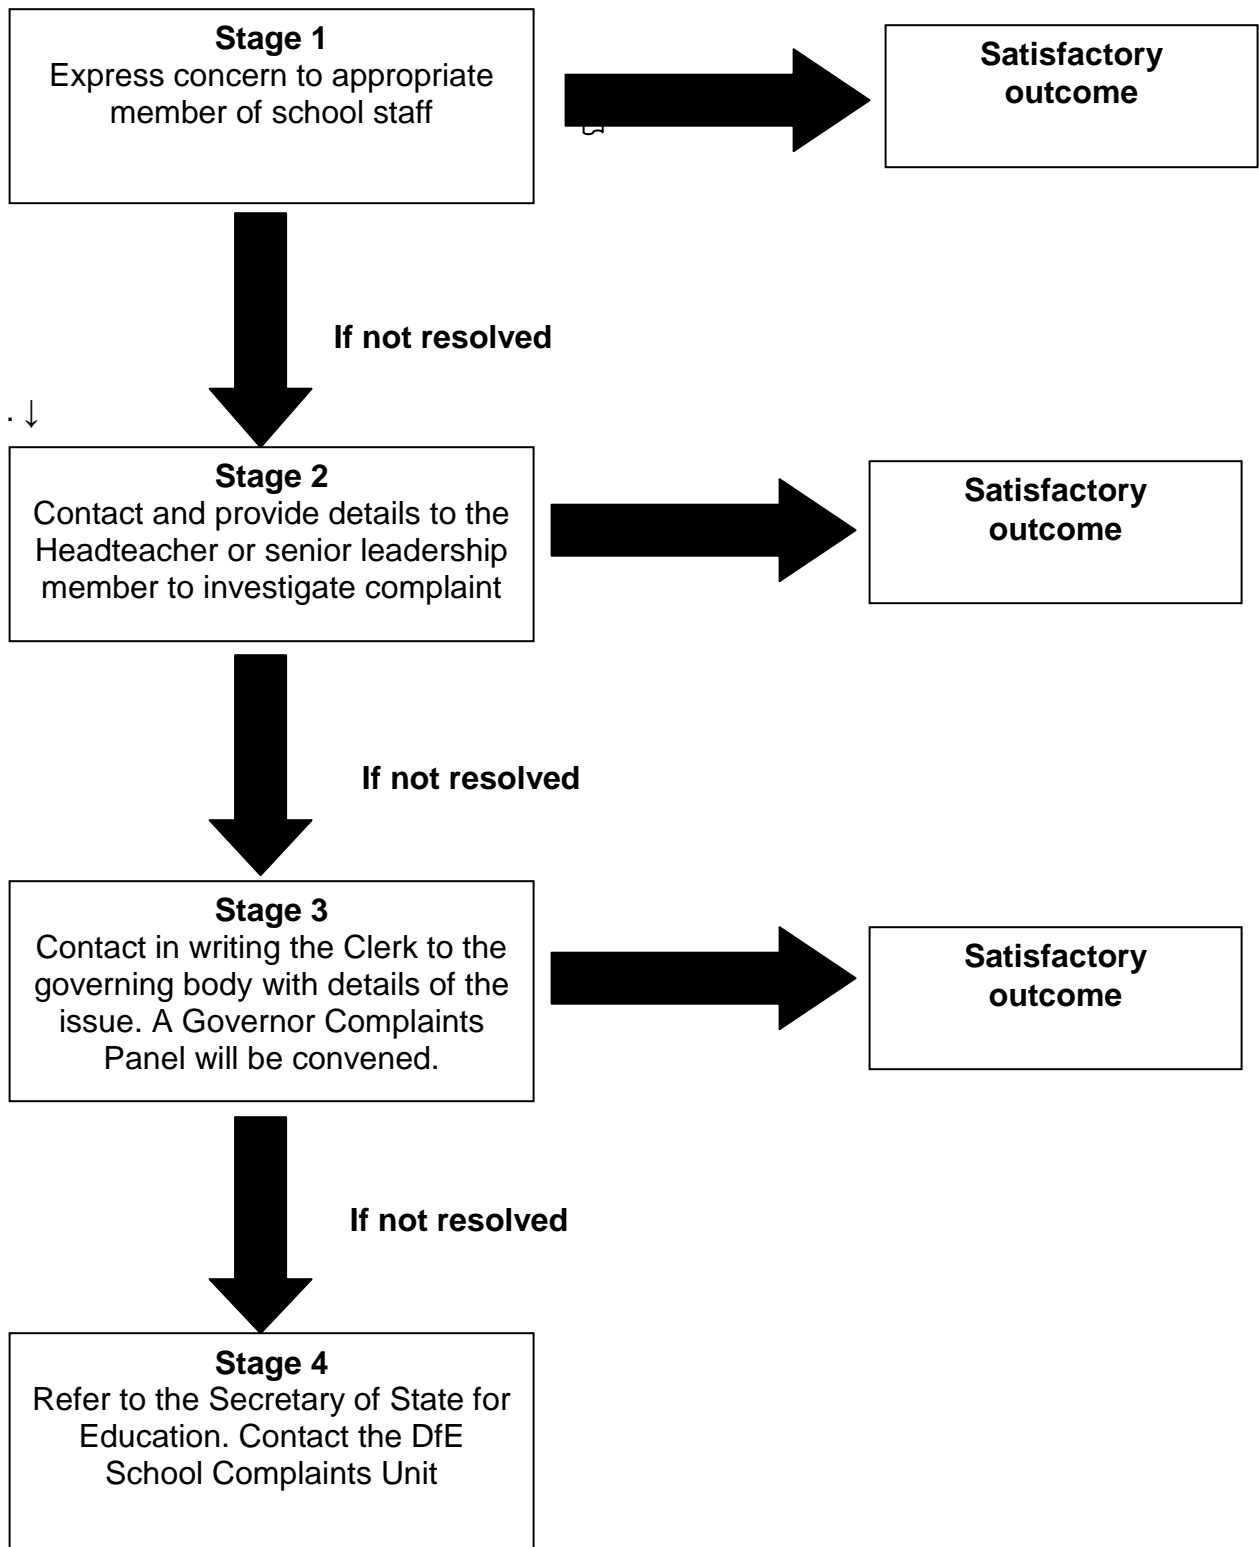 Stage 1
Express concern to appropriate
member of school staff
Satisfactory
outcome
If not resolved
. ↓
Stage 2
Contact and provide details to the
Headteacher or senior leadership
member to investigate complaint
Satisfactory
outcome
If not resolved
Stage 3
Contact in writing the Clerk to the
governing body with details of the
issue. A Governor Complaints
Panel will be convened.
Satisfactory
outcome
If not resolved
Stage 4
Refer to the Secretary of State for
Education. Contact the DfE
School Complaints Unit